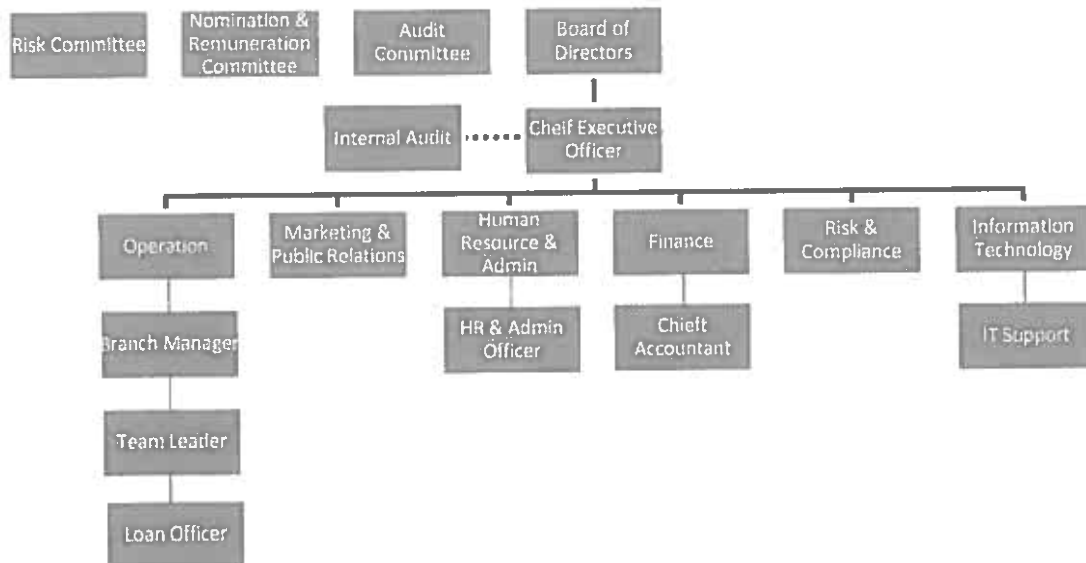 Risk Committee
Nomination &
Remuneration
Committee
Audit
Committee
Board of
Directors
Internal Audit
Cheif Executive
Officer
Operation
Marketing &
Public Relations
Human
Resource &
Admin
Finance
Risk &
Compliance
Information
Technology
Branch Manager
HR & Admin
Officer
Chieft
Accountant
IT Support
Team Leader
Loan Officer